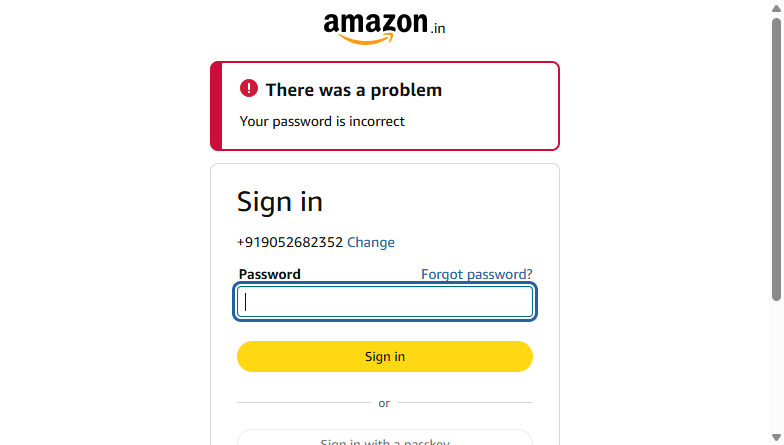 amazon.in
There was a problem
Your password is incorrect
Sign in
+919052682352 Change
Password Forgot password?
Sign in
or
Sign in with a passkey